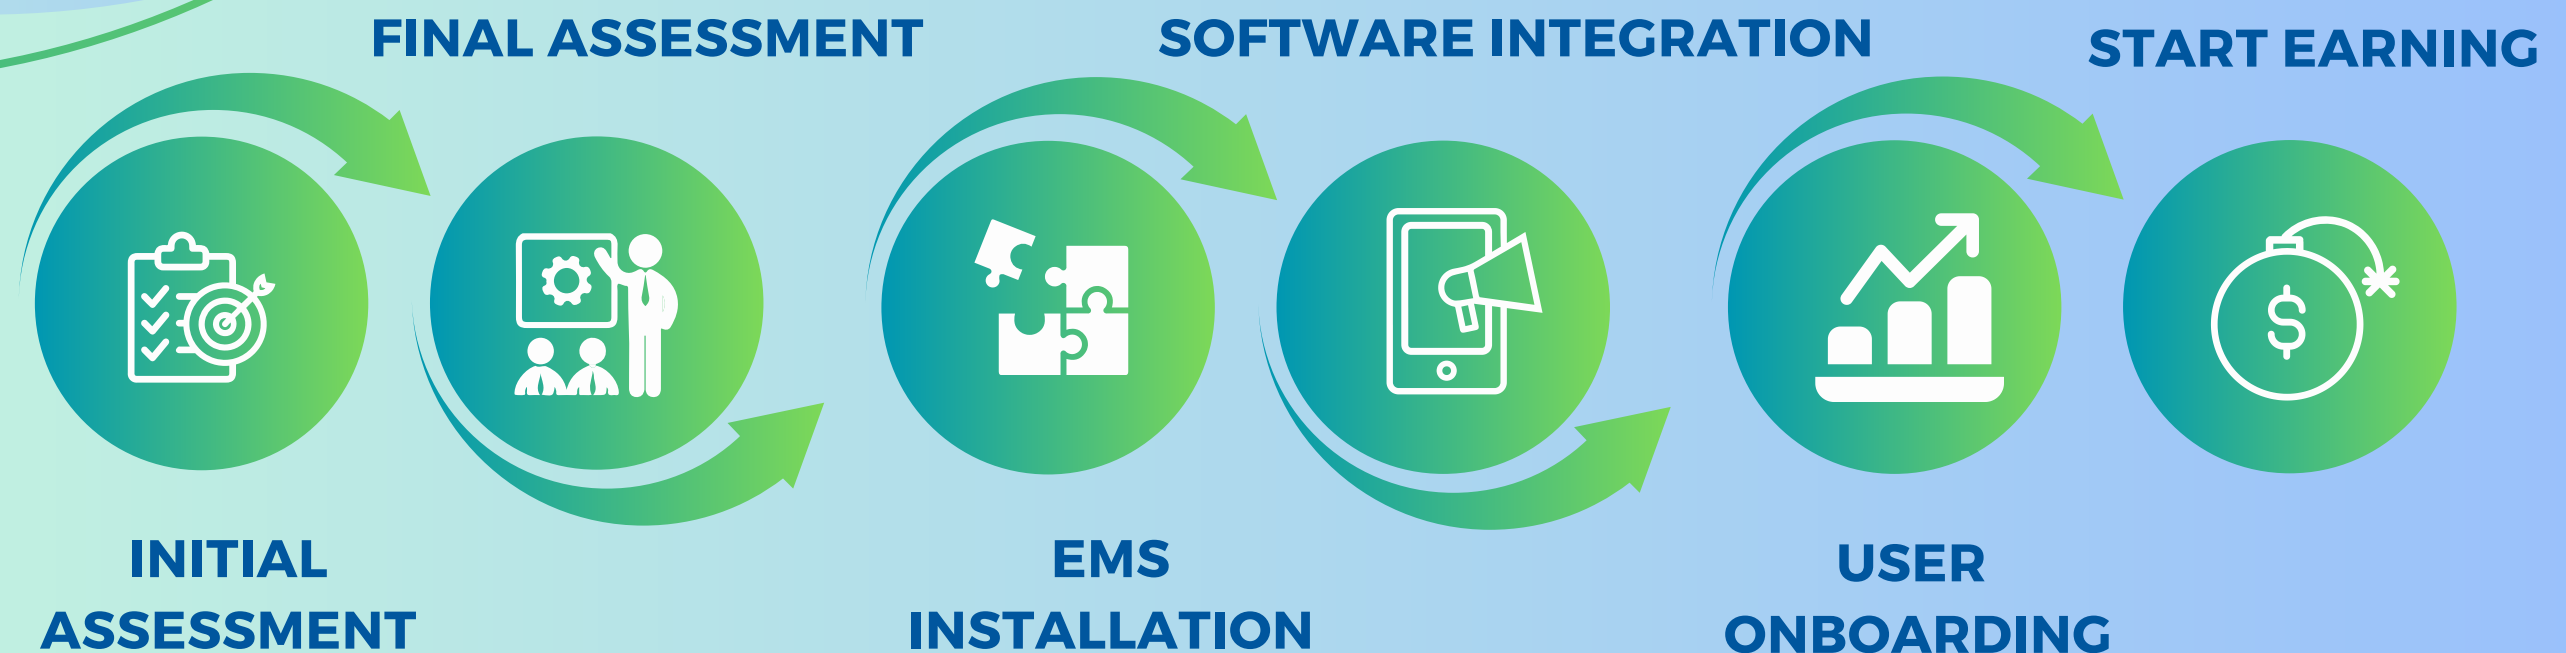 FINAL ASSESSMENT
SOFTWARE INTEGRATION
START EARNING
$
INITIAL
ASSESSMENT
EMS
INSTALLATION
USER
ONBOARDING